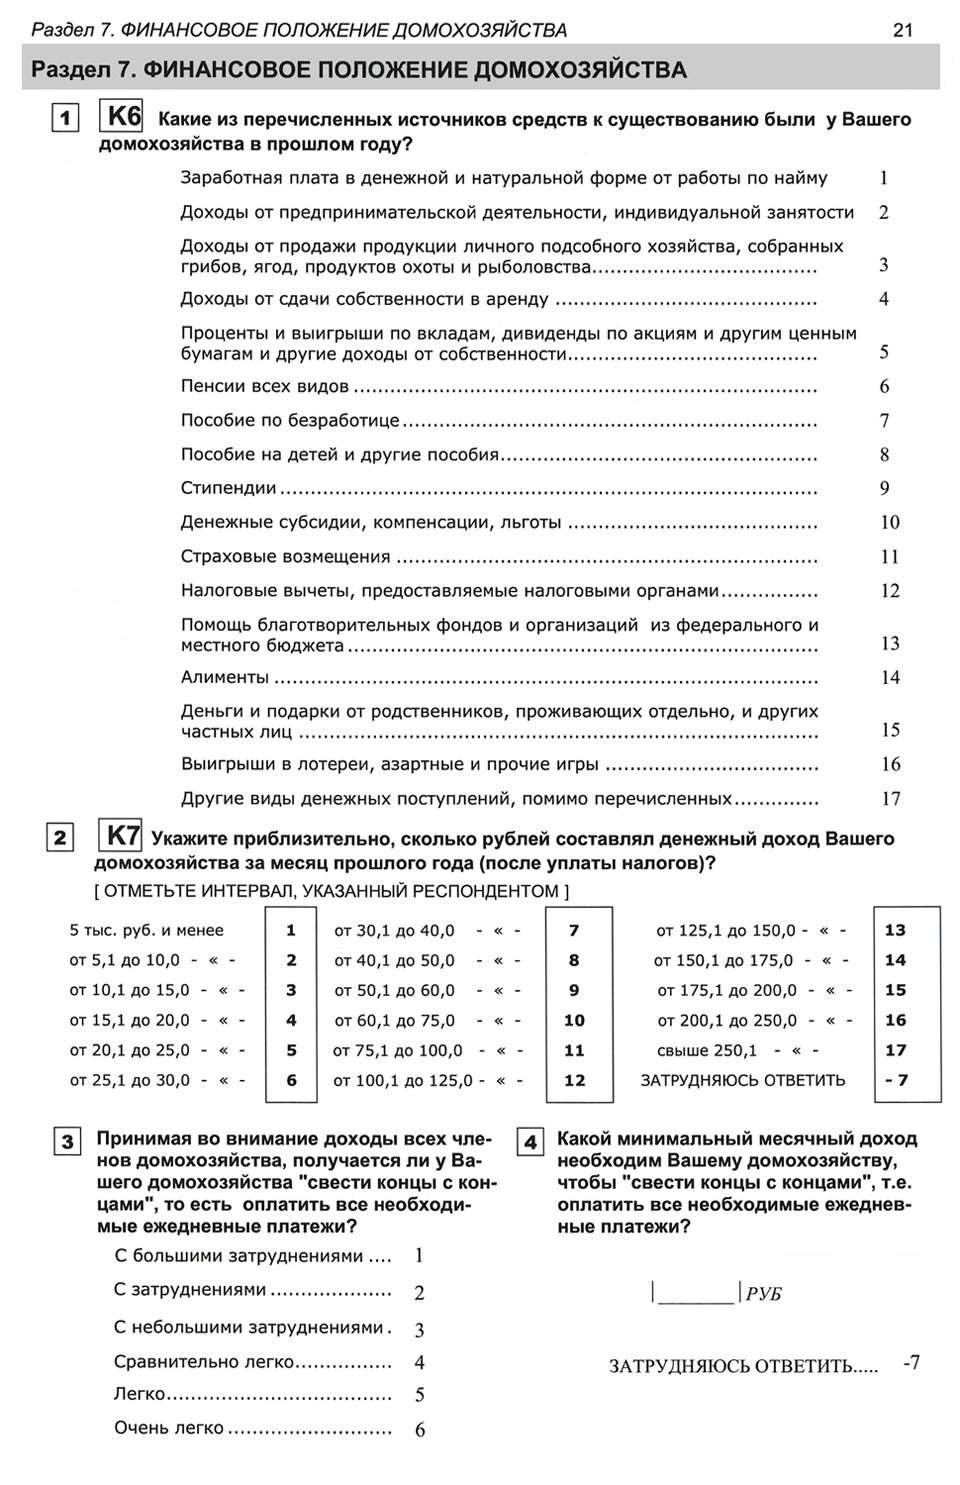 Раздел 7. ФИНАНСОВОЕ ПОЛОЖЕНИЕ ДОМОХОЗЯЙСТВА 21
Раздел 7. ФИНАНСОВОЕ ПОЛОЖЕНИЕ ДОМОХОЗЯЙСТВА
1 K6 Какие из перечисленных источников средств к существованию были у Вашего
домохозяйства в прошлом году?
Заработная плата в денежной и натуральной форме от работы по найму 1
Доходы от предпринимательской деятельности, индивидуальной занятости 2
Доходы от продажи продукции личного подсобного хозяйства, собранных
грибов, ягод, продуктов охоты и рыболовства..................................... 3
Доходы от сдачи собственности в аренду ........................................... 4
Проценты и выигрыши по вкладам, дивиденды по акциям и другим ценным
бумагам и другие доходы от собственности......................................... 5
Пенсии всех видов ............................................................................ 6
Пособие по безработице.................................................................... 7
Пособие на детей и другие пособия.................................................... 8
Стипендии........................................................................................ 9
Денежные субсидии, компенсации, льготы ......................................... 10
Страховые возмещения ..................................................................... 11
Налоговые вычеты, предоставляемые налоговыми органами................ 12
Помощь благотворительных фондов и организаций из федерального и
местного бюджета............................................................................. 13
Алименты ......................................................................................... 14
Деньги и подарки от родственников, проживающих отдельно, и других
частных лиц ..................................................................................... 15
Выигрыши в лотереи, азартные и прочие игры ................................... 16
Другие виды денежных поступлений, помимо перечисленных.............. 17
2 K7 Укажите приблизительно, сколько рублей составлял денежный доход Вашего
домохозяйства за месяц прошлого года (после уплаты налогов)?
[ ОТМЕТЬТЕ ИНТЕРВАЛ, УКАЗАННЫЙ РЕСПОНДЕНТОМ ]
5 тыс. руб. и менее 1 от 30,1 до 40,0 - « - 7 от 125,1 до 150,0 - « - 13
от 5,1 до 10,0 - « - 2 от 40,1 до 50,0 - « - 8 от 150,1 до 175,0 - « - 14
от 10,1 до 15,0 - « - 3 от 50,1 до 60,0 - « - 9 от 175,1 до 200,0 - « - 15
от 15,1 до 20,0 - « - 4 от 60,1 до 75,0 - « - 10 от 200,1 до 250,0 - « - 16
от 20,1 до 25,0 - « - 5 от 75,1 до 100,0 - « - 11 свыше 250,1 - « - 17
от 25,1 до 30,0 - « - 6 от 100,1 до 125,0 - « - 12 ЗАТРУДНЯЮСЬ ОТВЕТИТЬ - 7
3 Принимая во внимание доходы всех чле-
нов домохозяйства, получается ли у Ва-
шего домохозяйства "свести концы с кон-
цами", то есть оплатить все необходи-
мые ежедневные платежи?
С большими затруднениями .... 1
С затруднениями.................... 2
С небольшими затруднениями. 3
Сравнительно легко................ 4
Легко..................................... 5
Очень легко........................... 6
4 Какой минимальный месячный доход
необходим Вашему домохозяйству,
чтобы "свести концы с концами", т.е.
оплатить все необходимые ежеднев-
ные платежи?
|________|РУБ
ЗАТРУДНЯЮСЬ ОТВЕТИТЬ..... -7